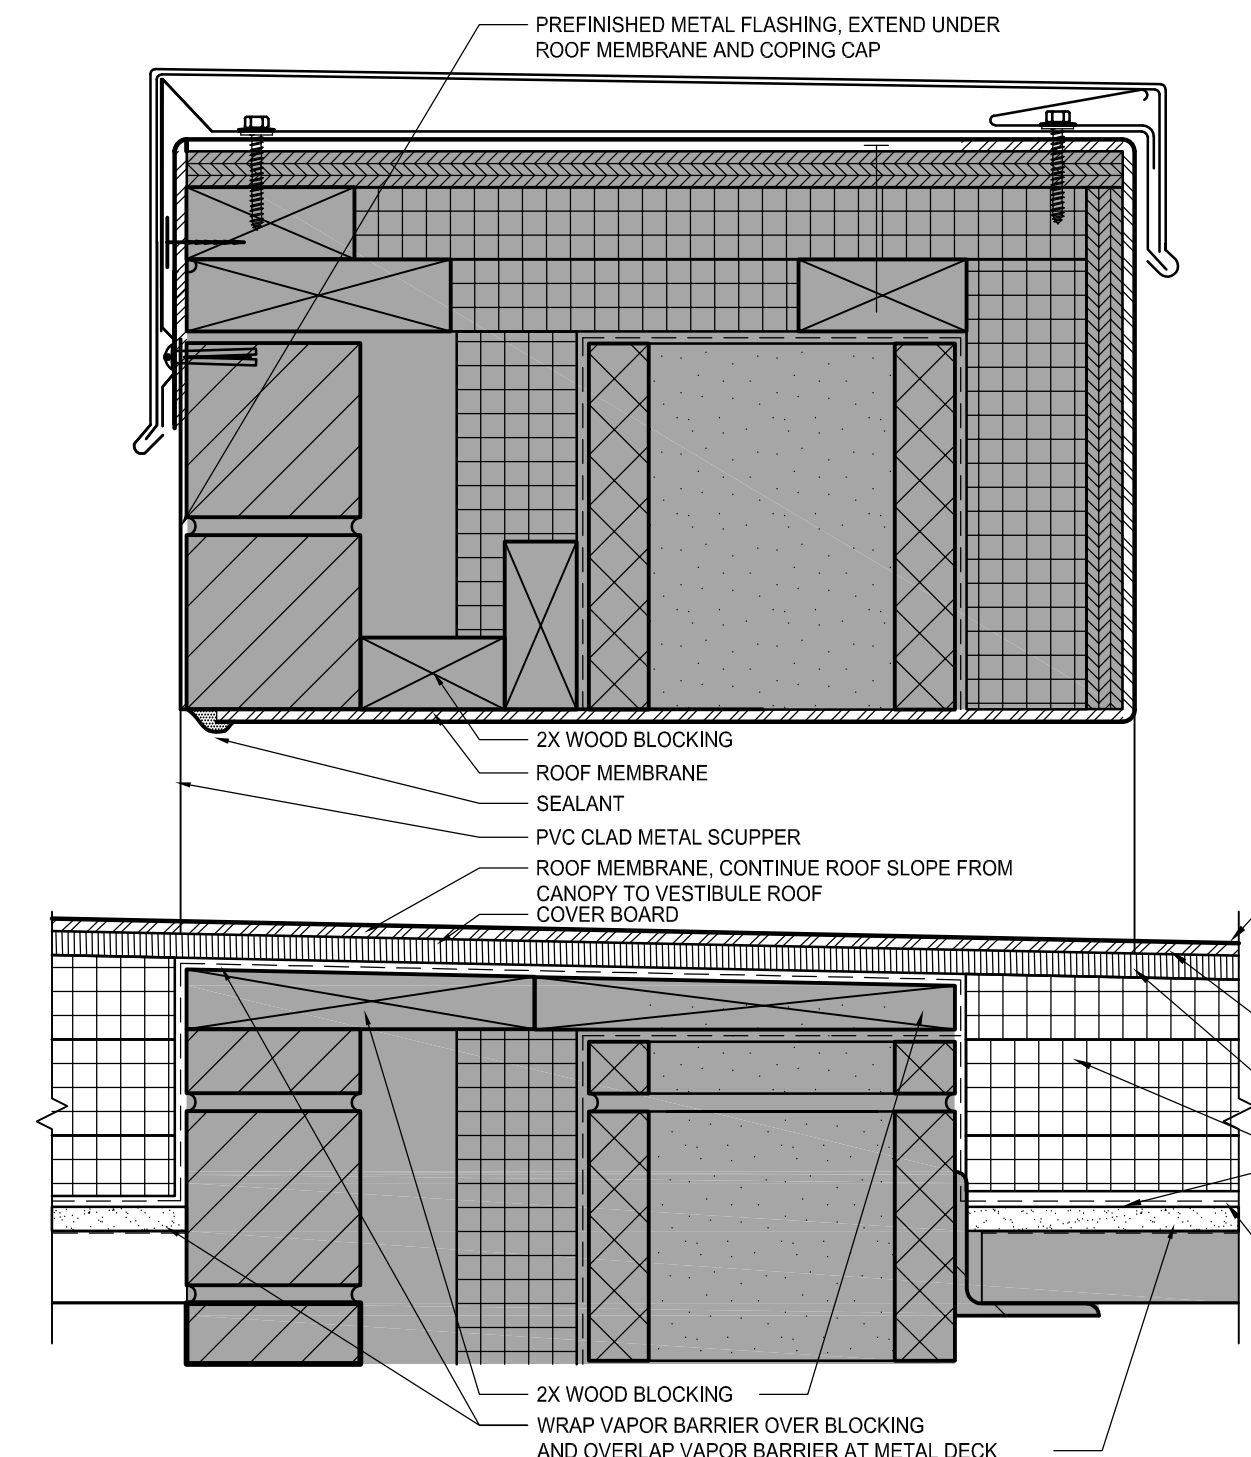 PREFINISHED METAL FLASHING, EXTEND UNDER
ROOF MEMBRANE AND COPING CAP
2X WOOD BLOCKING
ROOF MEMBRANE
SEALANT
PVC CLAD METAL SCUPPER
ROOF MEMBRANE, CONTINUE ROOF SLOPE FROM
CANOPY TO VESTIBULE ROOF
COVER BOARD
2X WOOD BLOCKING
WRAP VAPOR BARRIER OVER BLOCKING
AND OVERLAP VAPOR BARRIER AT METAL DECK